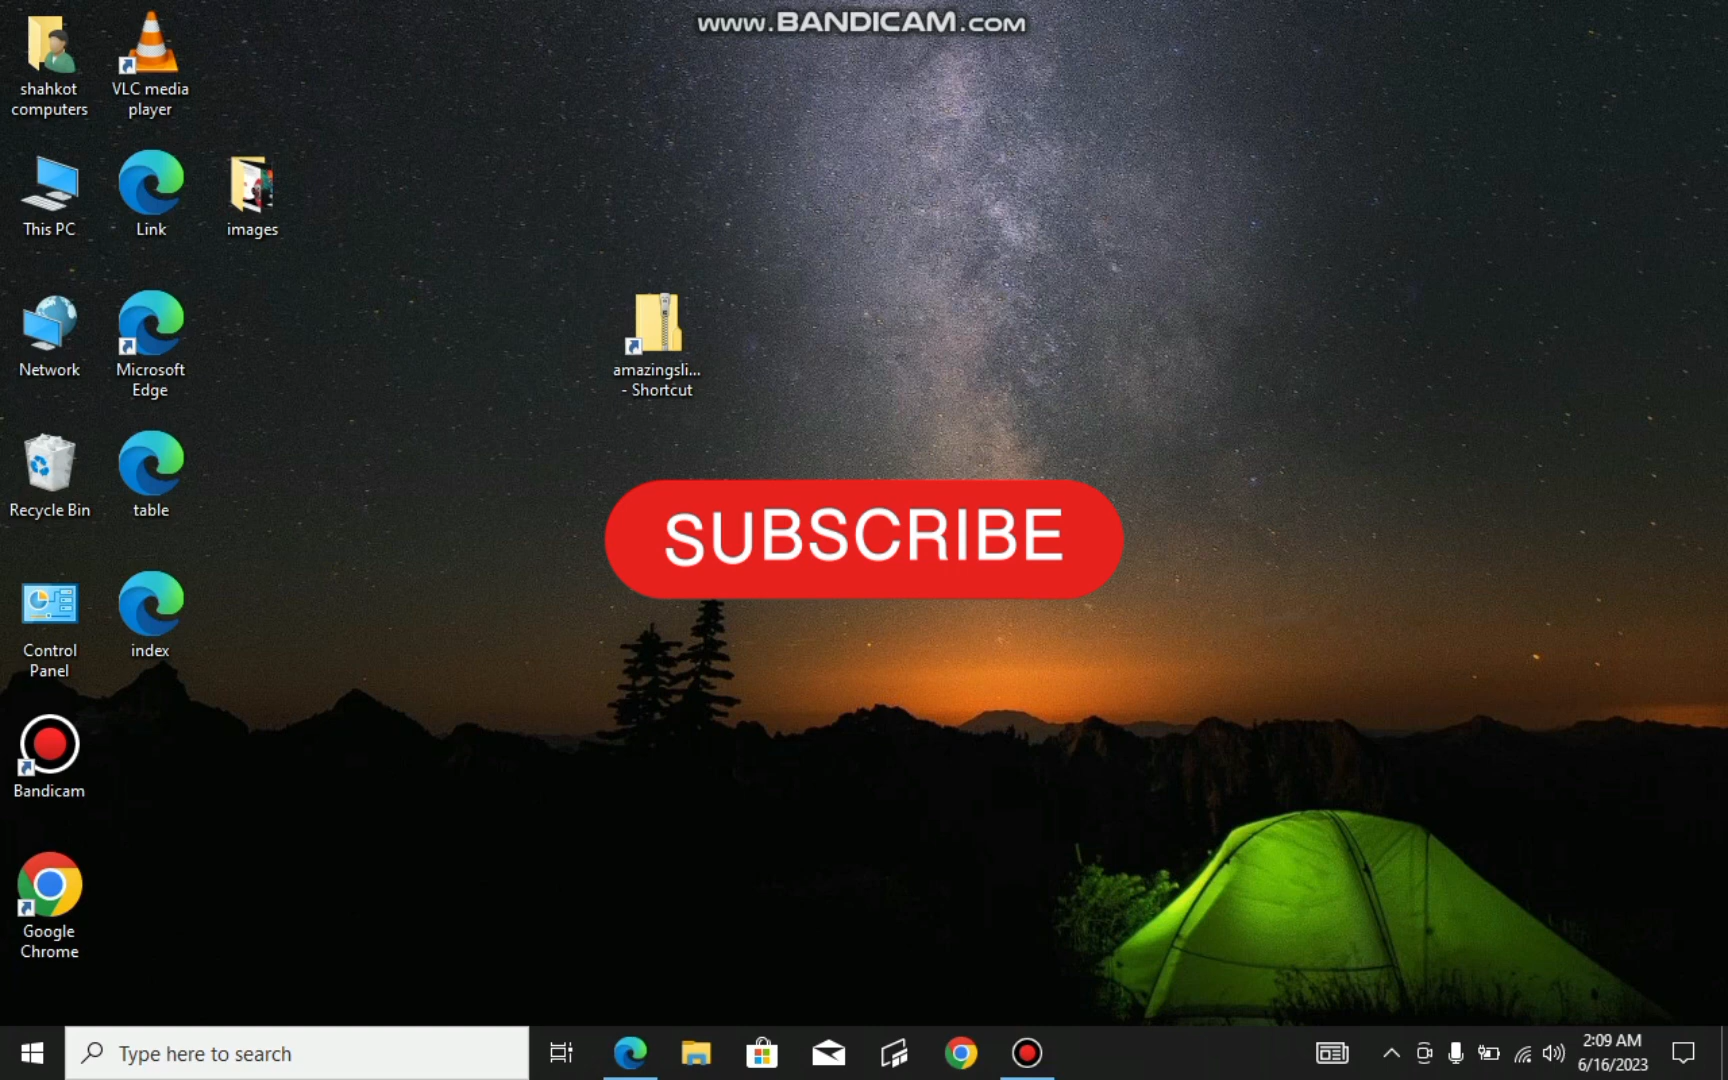 www.BANDICAM.com
shahkot
computers
VLC media
player
This PC
Link
images
Network
Microsoft
Edge
amazingsli...
- Shortcut
Recycle Bin
table
SUBSCRIBE
Control
Panel
index
Bandicam
Google
Chrome
Type here to search
2:09 AM
6/16/2023